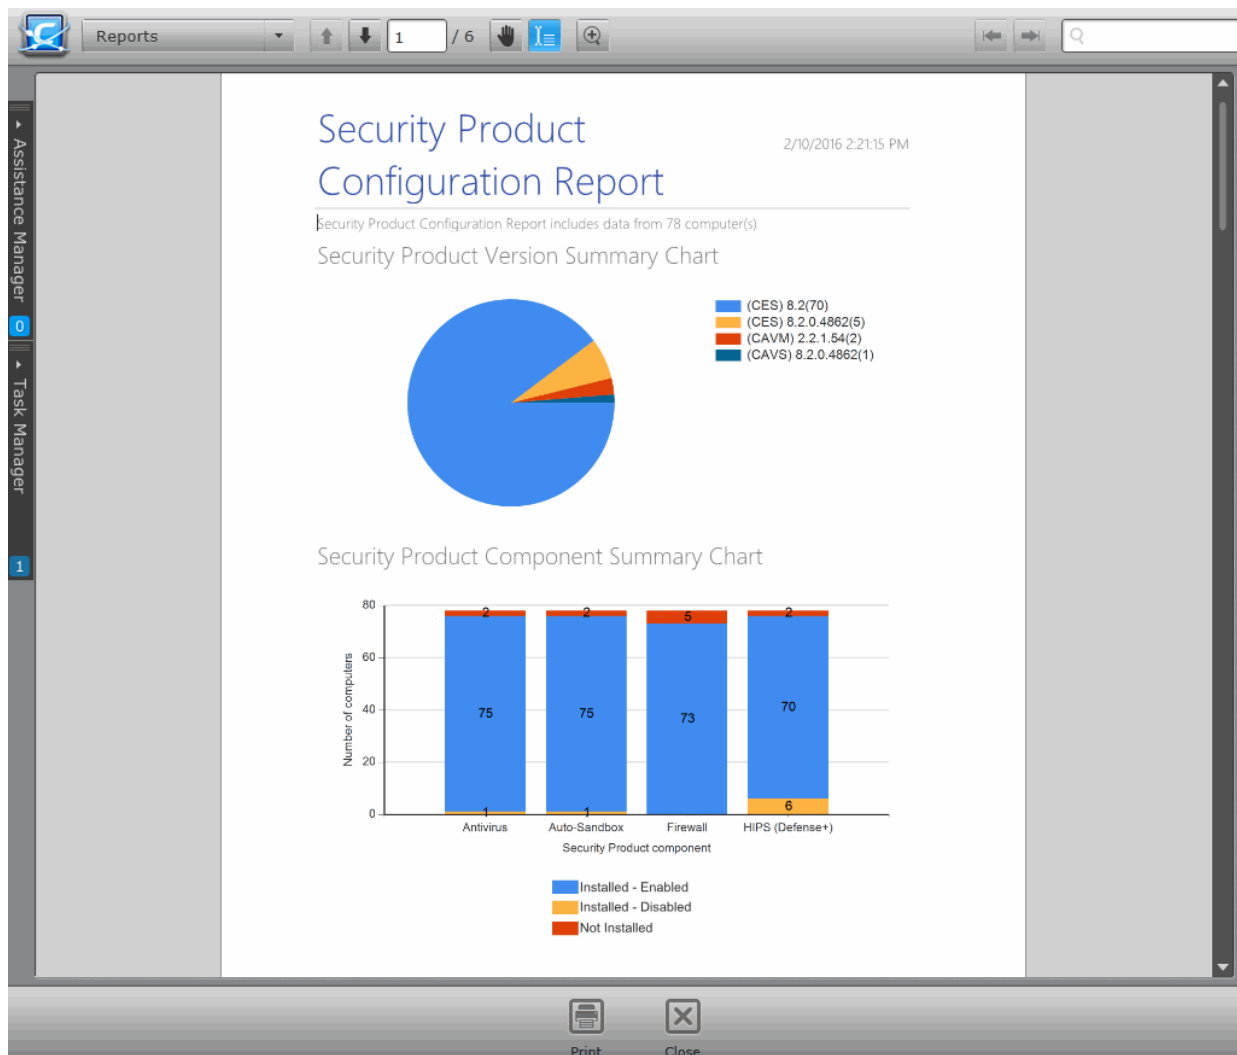 Reports
1
/ 6
Assistance Manager
0
Task Manager
1
Security Product
Configuration Report
2/10/2016 2:21:15 PM
Security Product Configuration Report includes data from 78 computer(s)
Security Product Version Summary Chart
(CES) 8.2(70)
(CES) 8.2.0.4862(5)
(CAVM) 2.2.1.54(2)
(CAVS) 8.2.0.4862(1)
Security Product Component Summary Chart
Number of computers
80
60
40
20
0
2 2 5 2
75 75 73 70
1 1 6
Antivirus Auto-Sandbox Firewall HIPS (Defense+)
Security Product component
Installed - Enabled
Installed - Disabled
Not Installed
Print Close